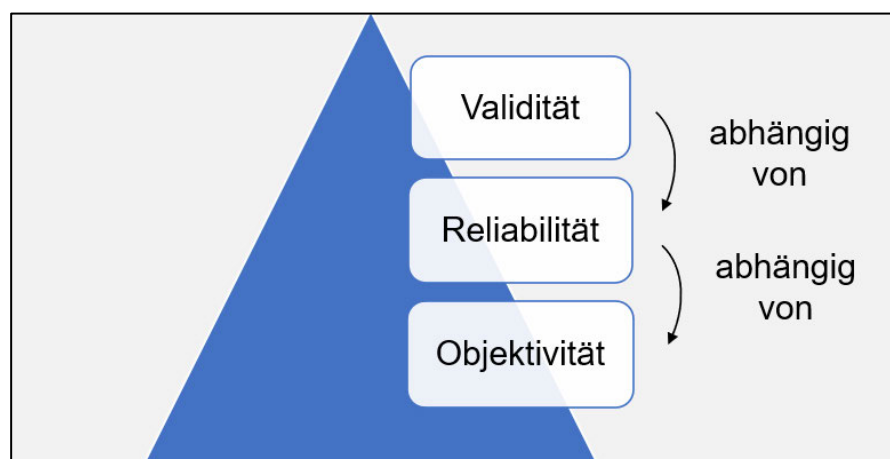 Validität
abhängig
von
Reliabilität
abhängig
von
Objektivität